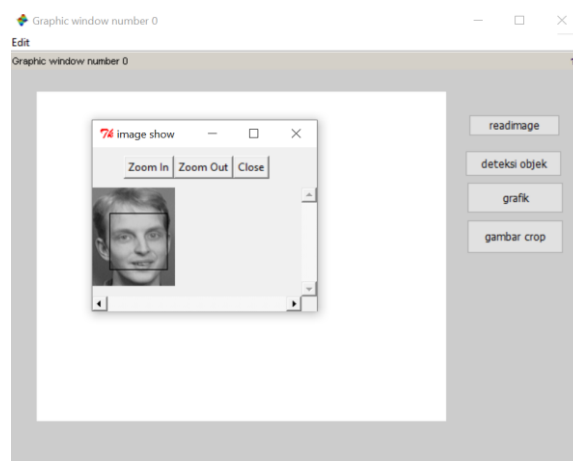 Graphic window number 0
Edit
Graphic window number 0
image show
Zoom In Zoom Out Close
readimage
deteksi objek
grafik
gambar crop